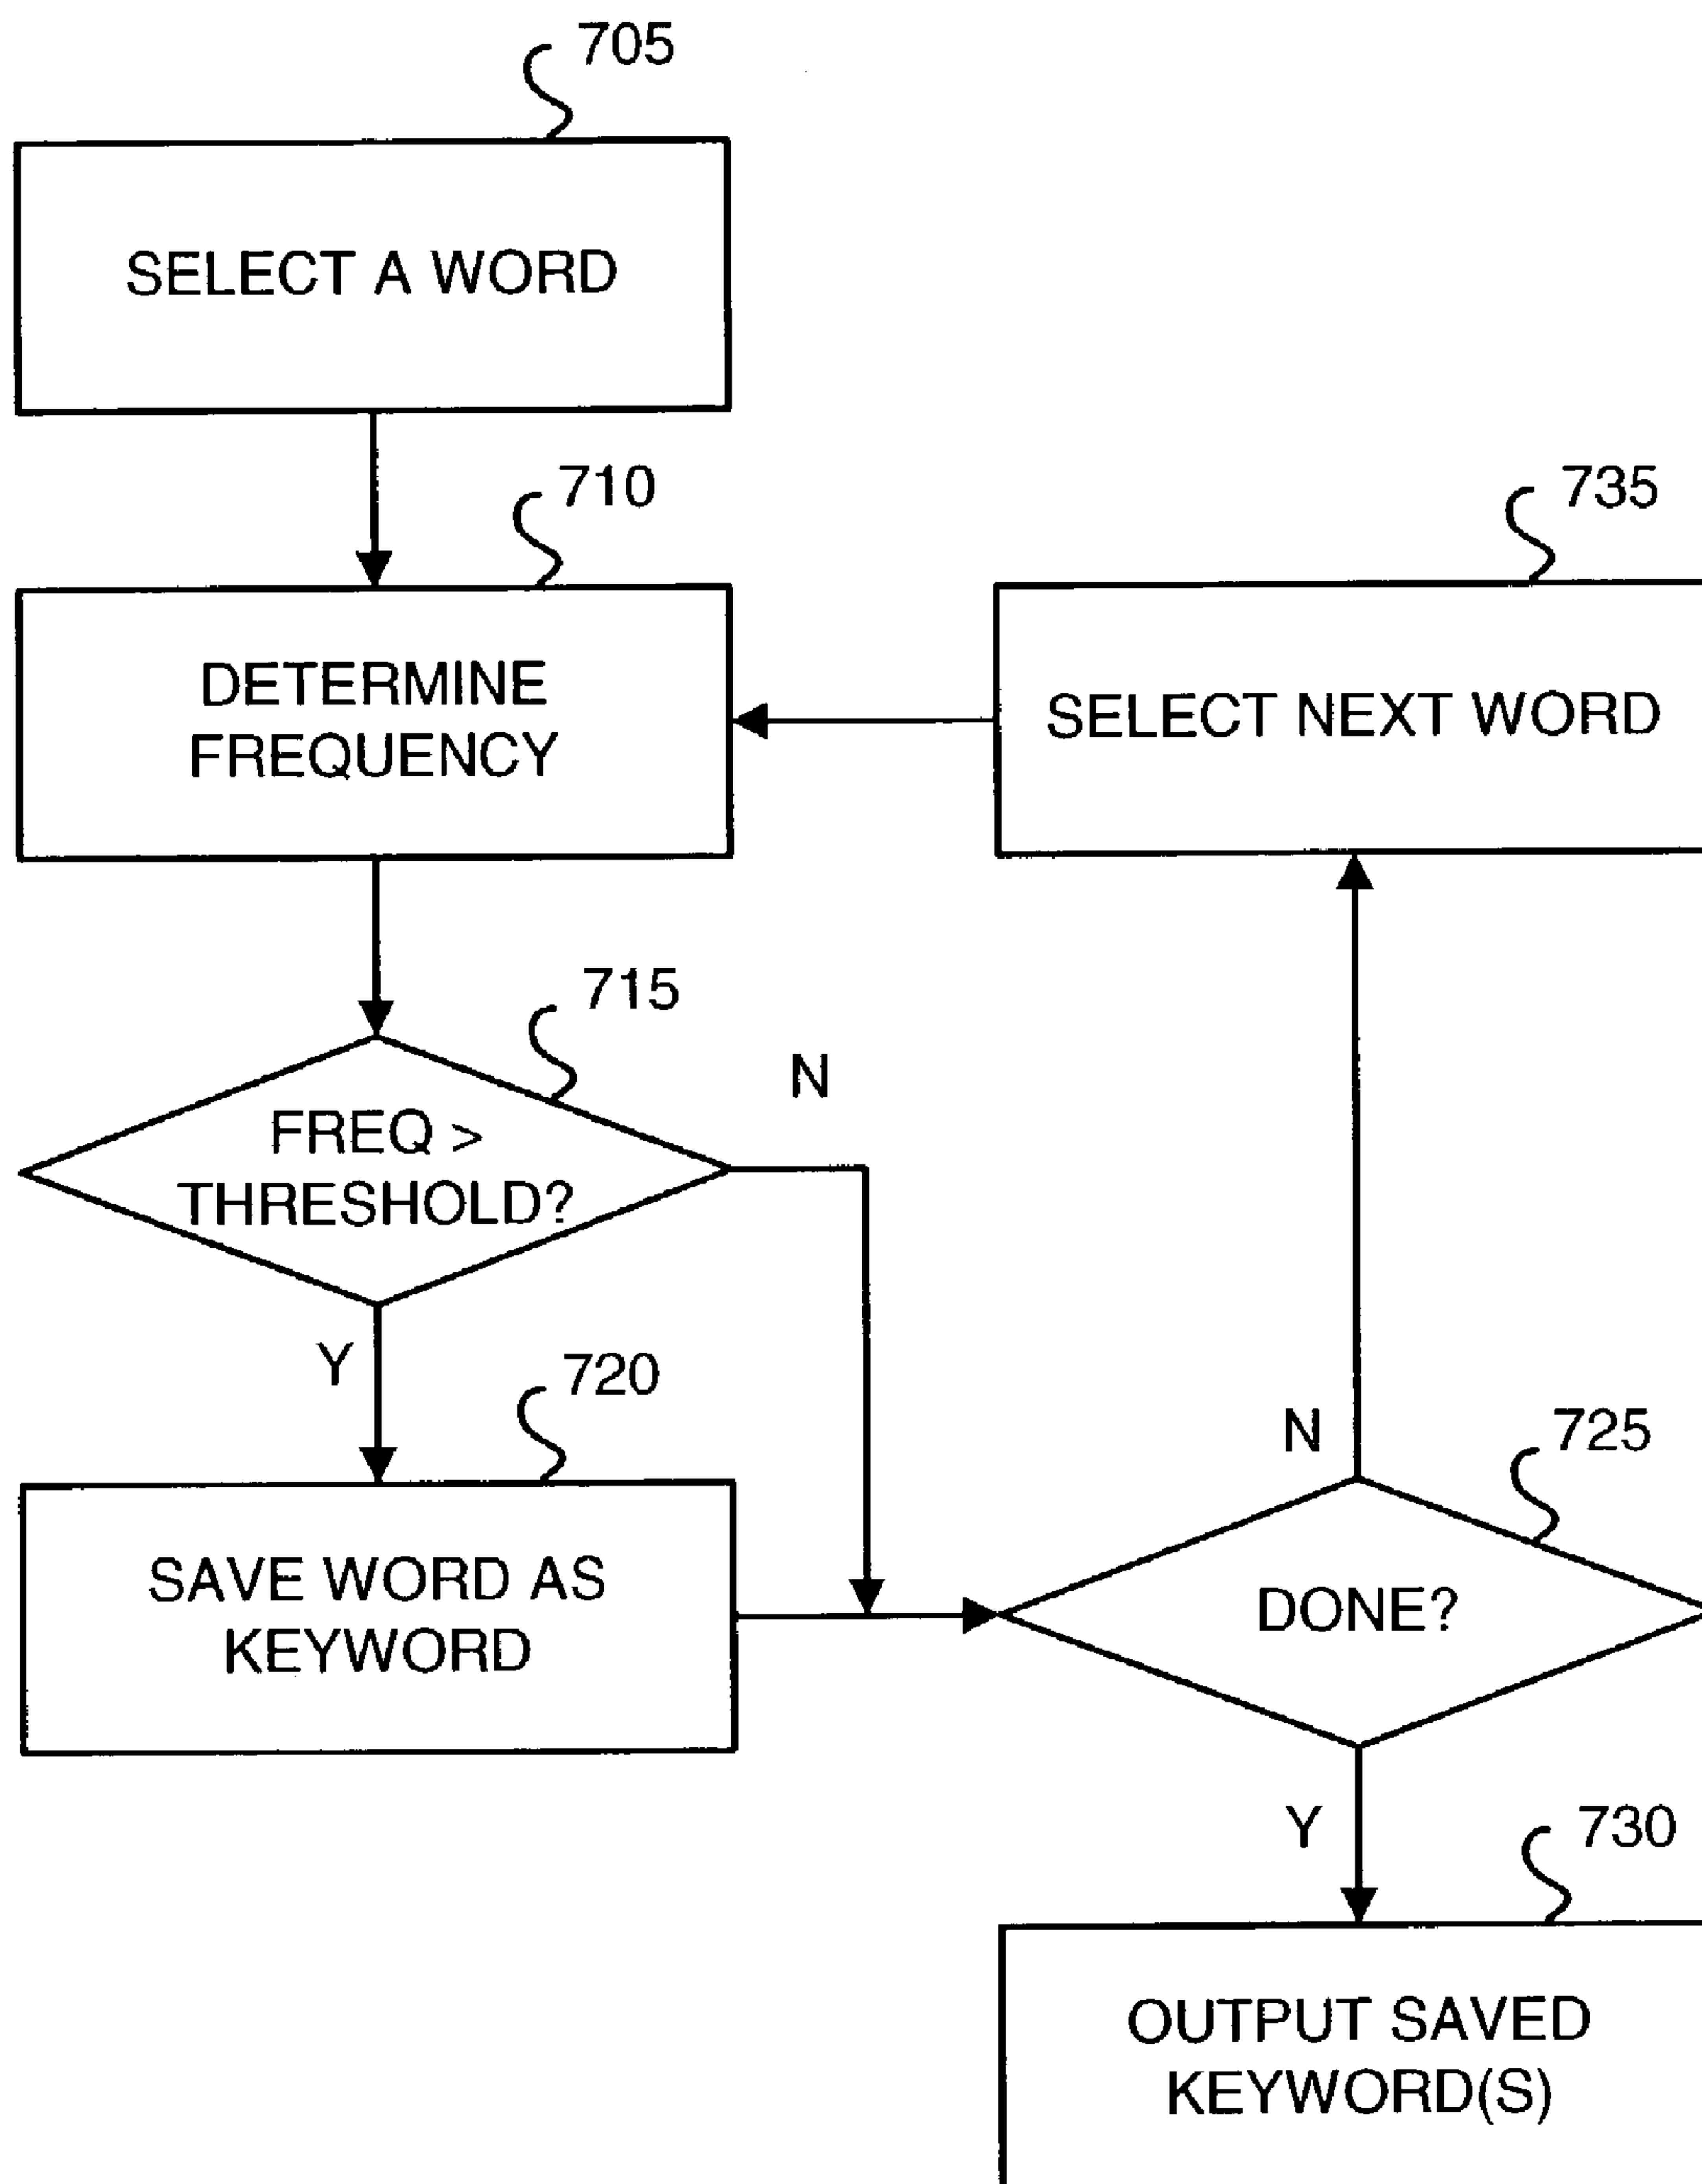 705
SELECT A WORD
710
DETERMINE
FREQUENCY
735
SELECT NEXT WORD
715
FREQ >
THRESHOLD?
N
Y
720
SAVE WORD AS
KEYWORD
N
725
DONE?
Y
730
OUTPUT SAVED
KEYWORD(S)